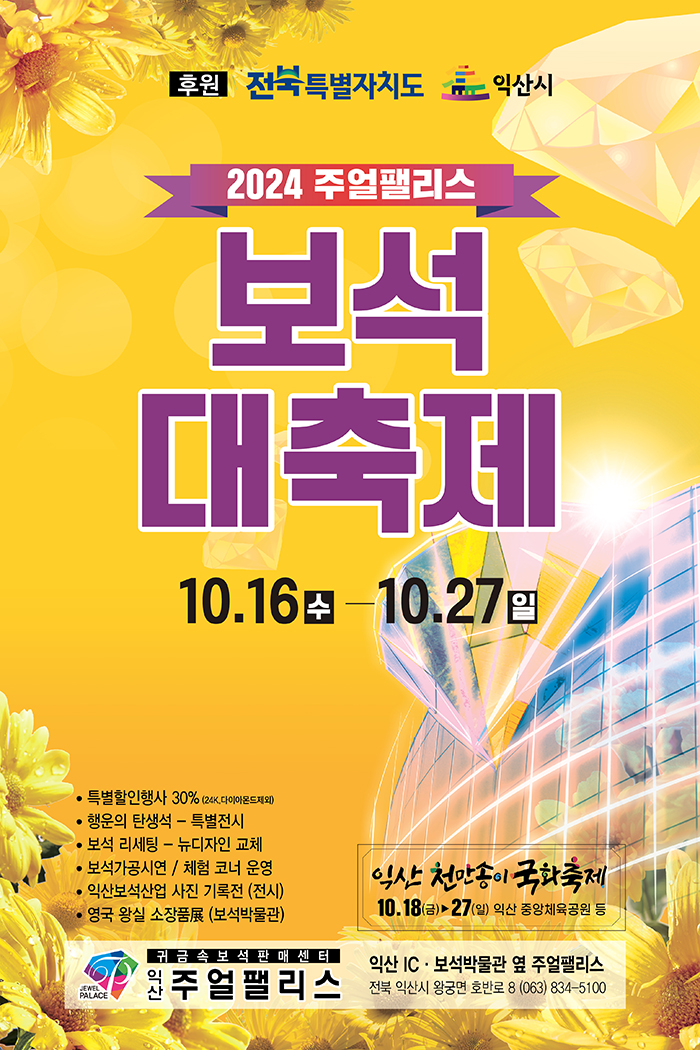 후원 전북특별자치도 익산시
2024 주얼팰리스
보석
대축제
10.16수 - 10.27일
• 특별할인행사 30% (24K,다이아몬드제외)
• 행운의 탄생석 - 특별전시
• 보석 리세팅 - 뉴디자인 교체
• 보석가공시연 / 체험 코너 운영
• 익산보석산업 사진 기록전 (전시)
• 영국 왕실 소장품展 (보석박물관)
익산 천만송이 국화축제
10.18(금)▶27(일) 익산 중앙체육공원 등
JEWEL
PALACE
귀금속보석판매센터
익산 주얼팰리스
익산 IC · 보석박물관 옆 주얼팰리스
전북 익산시 왕궁면 호반로 8 (063) 834-5100